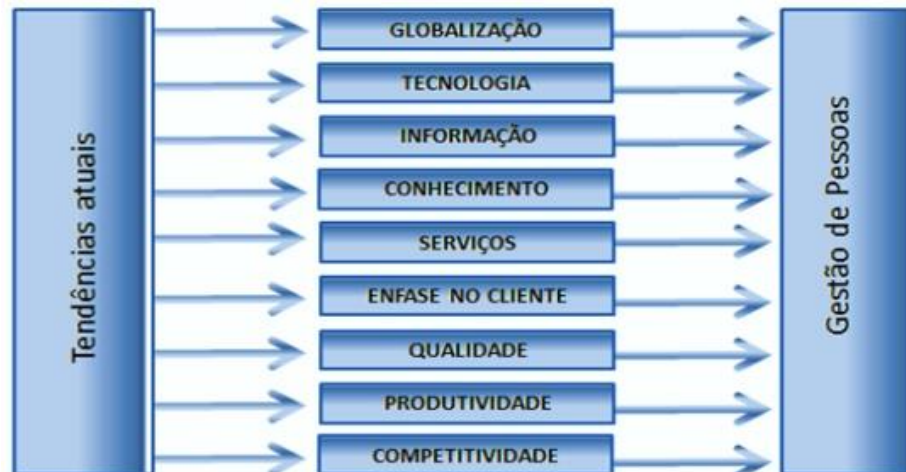 Tendências atuais
GLOBALIZAÇÃO
TECNOLOGIA
INFORMAÇÃO
CONHECIMENTO
SERVIÇOS
ENFASE NO CLIENTE
QUALIDADE
PRODUTIVIDADE
COMPETITIVIDADE
Gestão de Pessoas